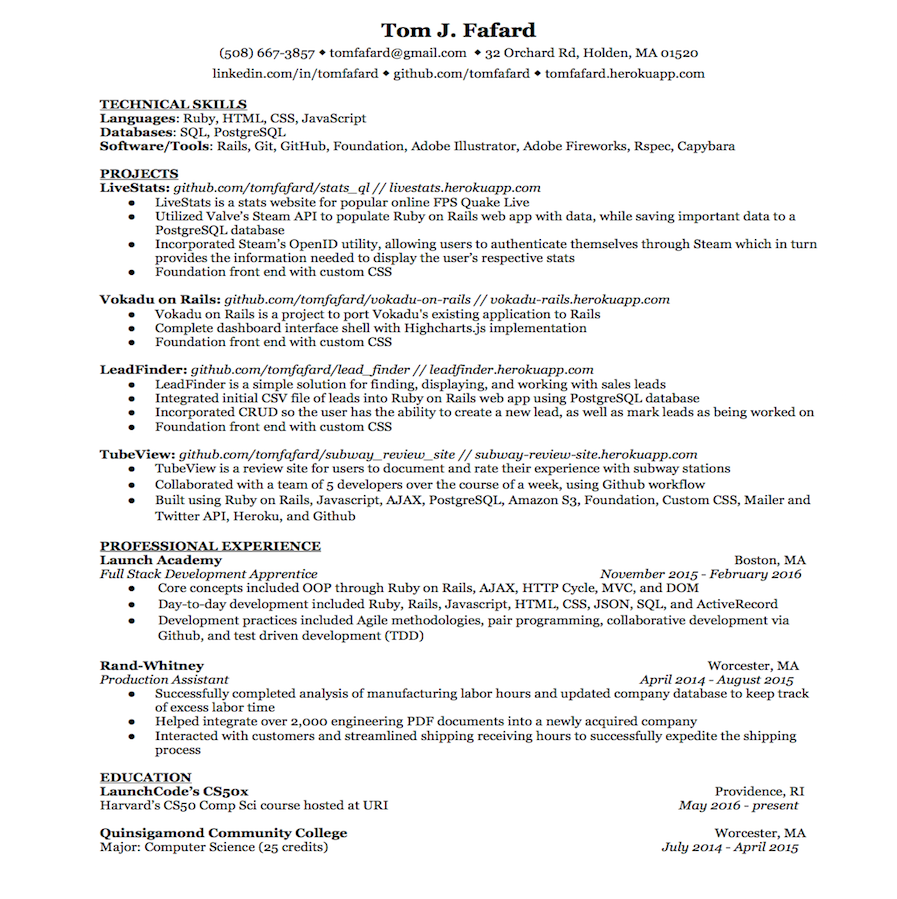 Tom J. Fafard
(508) 667-3857 ◆ tomfafard@gmail.com ◆ 32 Orchard Rd, Holden, MA 01520
linkedin.com/in/tomfafard ◆ github.com/tomfafard ◆ tomfafard.herokuapp.com
TECHNICAL SKILLS
Languages: Ruby, HTML, CSS, JavaScript
Databases: SQL, PostgreSQL
Software/Tools: Rails, Git, GitHub, Foundation, Adobe Illustrator, Adobe Fireworks, Rspec, Capybara
PROJECTS
LiveStats: github.com/tomfafard/stats_ql // livestats.herokuapp.com
● LiveStats is a stats website for popular online FPS Quake Live
● Utilized Valve's Steam API to populate Ruby on Rails web app with data, while saving important data to a
PostgreSQL database
● Incorporated Steam's OpenID utility, allowing users to authenticate themselves through Steam which in turn
provides the information needed to display the user's respective stats
● Foundation front end with custom CSS
Vokadu on Rails: github.com/tomfafard/vokadu-on-rails // vokadu-rails.herokuapp.com
● Vokadu on Rails is a project to port Vokadu's existing application to Rails
● Complete dashboard interface shell with Highcharts.js implementation
● Foundation front end with custom CSS
LeadFinder: github.com/tomfafard/lead_finder // leadfinder.herokuapp.com
● LeadFinder is a simple solution for finding, displaying, and working with sales leads
● Integrated initial CSV file of leads into Ruby on Rails web app using PostgreSQL database
● Incorporated CRUD so the user has the ability to create a new lead, as well as mark leads as being worked on
● Foundation front end with custom CSS
TubeView: github.com/tomfafard/subway_review_site // subway-review-site.herokuapp.com
● TubeView is a review site for users to document and rate their experience with subway stations
● Collaborated with a team of 5 developers over the course of a week, using Github workflow
● Built using Ruby on Rails, Javascript, AJAX, PostgreSQL, Amazon S3, Foundation, Custom CSS, Mailer and
Twitter API, Heroku, and Github
PROFESSIONAL EXPERIENCE
Launch Academy Boston, MA
Full Stack Development Apprentice November 2015 - February 2016
● Core concepts included OOP through Ruby on Rails, AJAX, HTTP Cycle, MVC, and DOM
● Day-to-day development included Ruby, Rails, Javascript, HTML, CSS, JSON, SQL, and ActiveRecord
● Development practices included Agile methodologies, pair programming, collaborative development via
Github, and test driven development (TDD)
Rand-Whitney Worcester, MA
Production Assistant April 2014 - August 2015
● Successfully completed analysis of manufacturing labor hours and updated company database to keep track
of excess labor time
● Helped integrate over 2,000 engineering PDF documents into a newly acquired company
● Interacted with customers and streamlined shipping receiving hours to successfully expedite the shipping
process
EDUCATION
LaunchCode's CS50x Providence, RI
Harvard's CS50 Comp Sci course hosted at URI May 2016 - present
Quinsigamond Community College Worcester, MA
Major: Computer Science (25 credits) July 2014 - April 2015